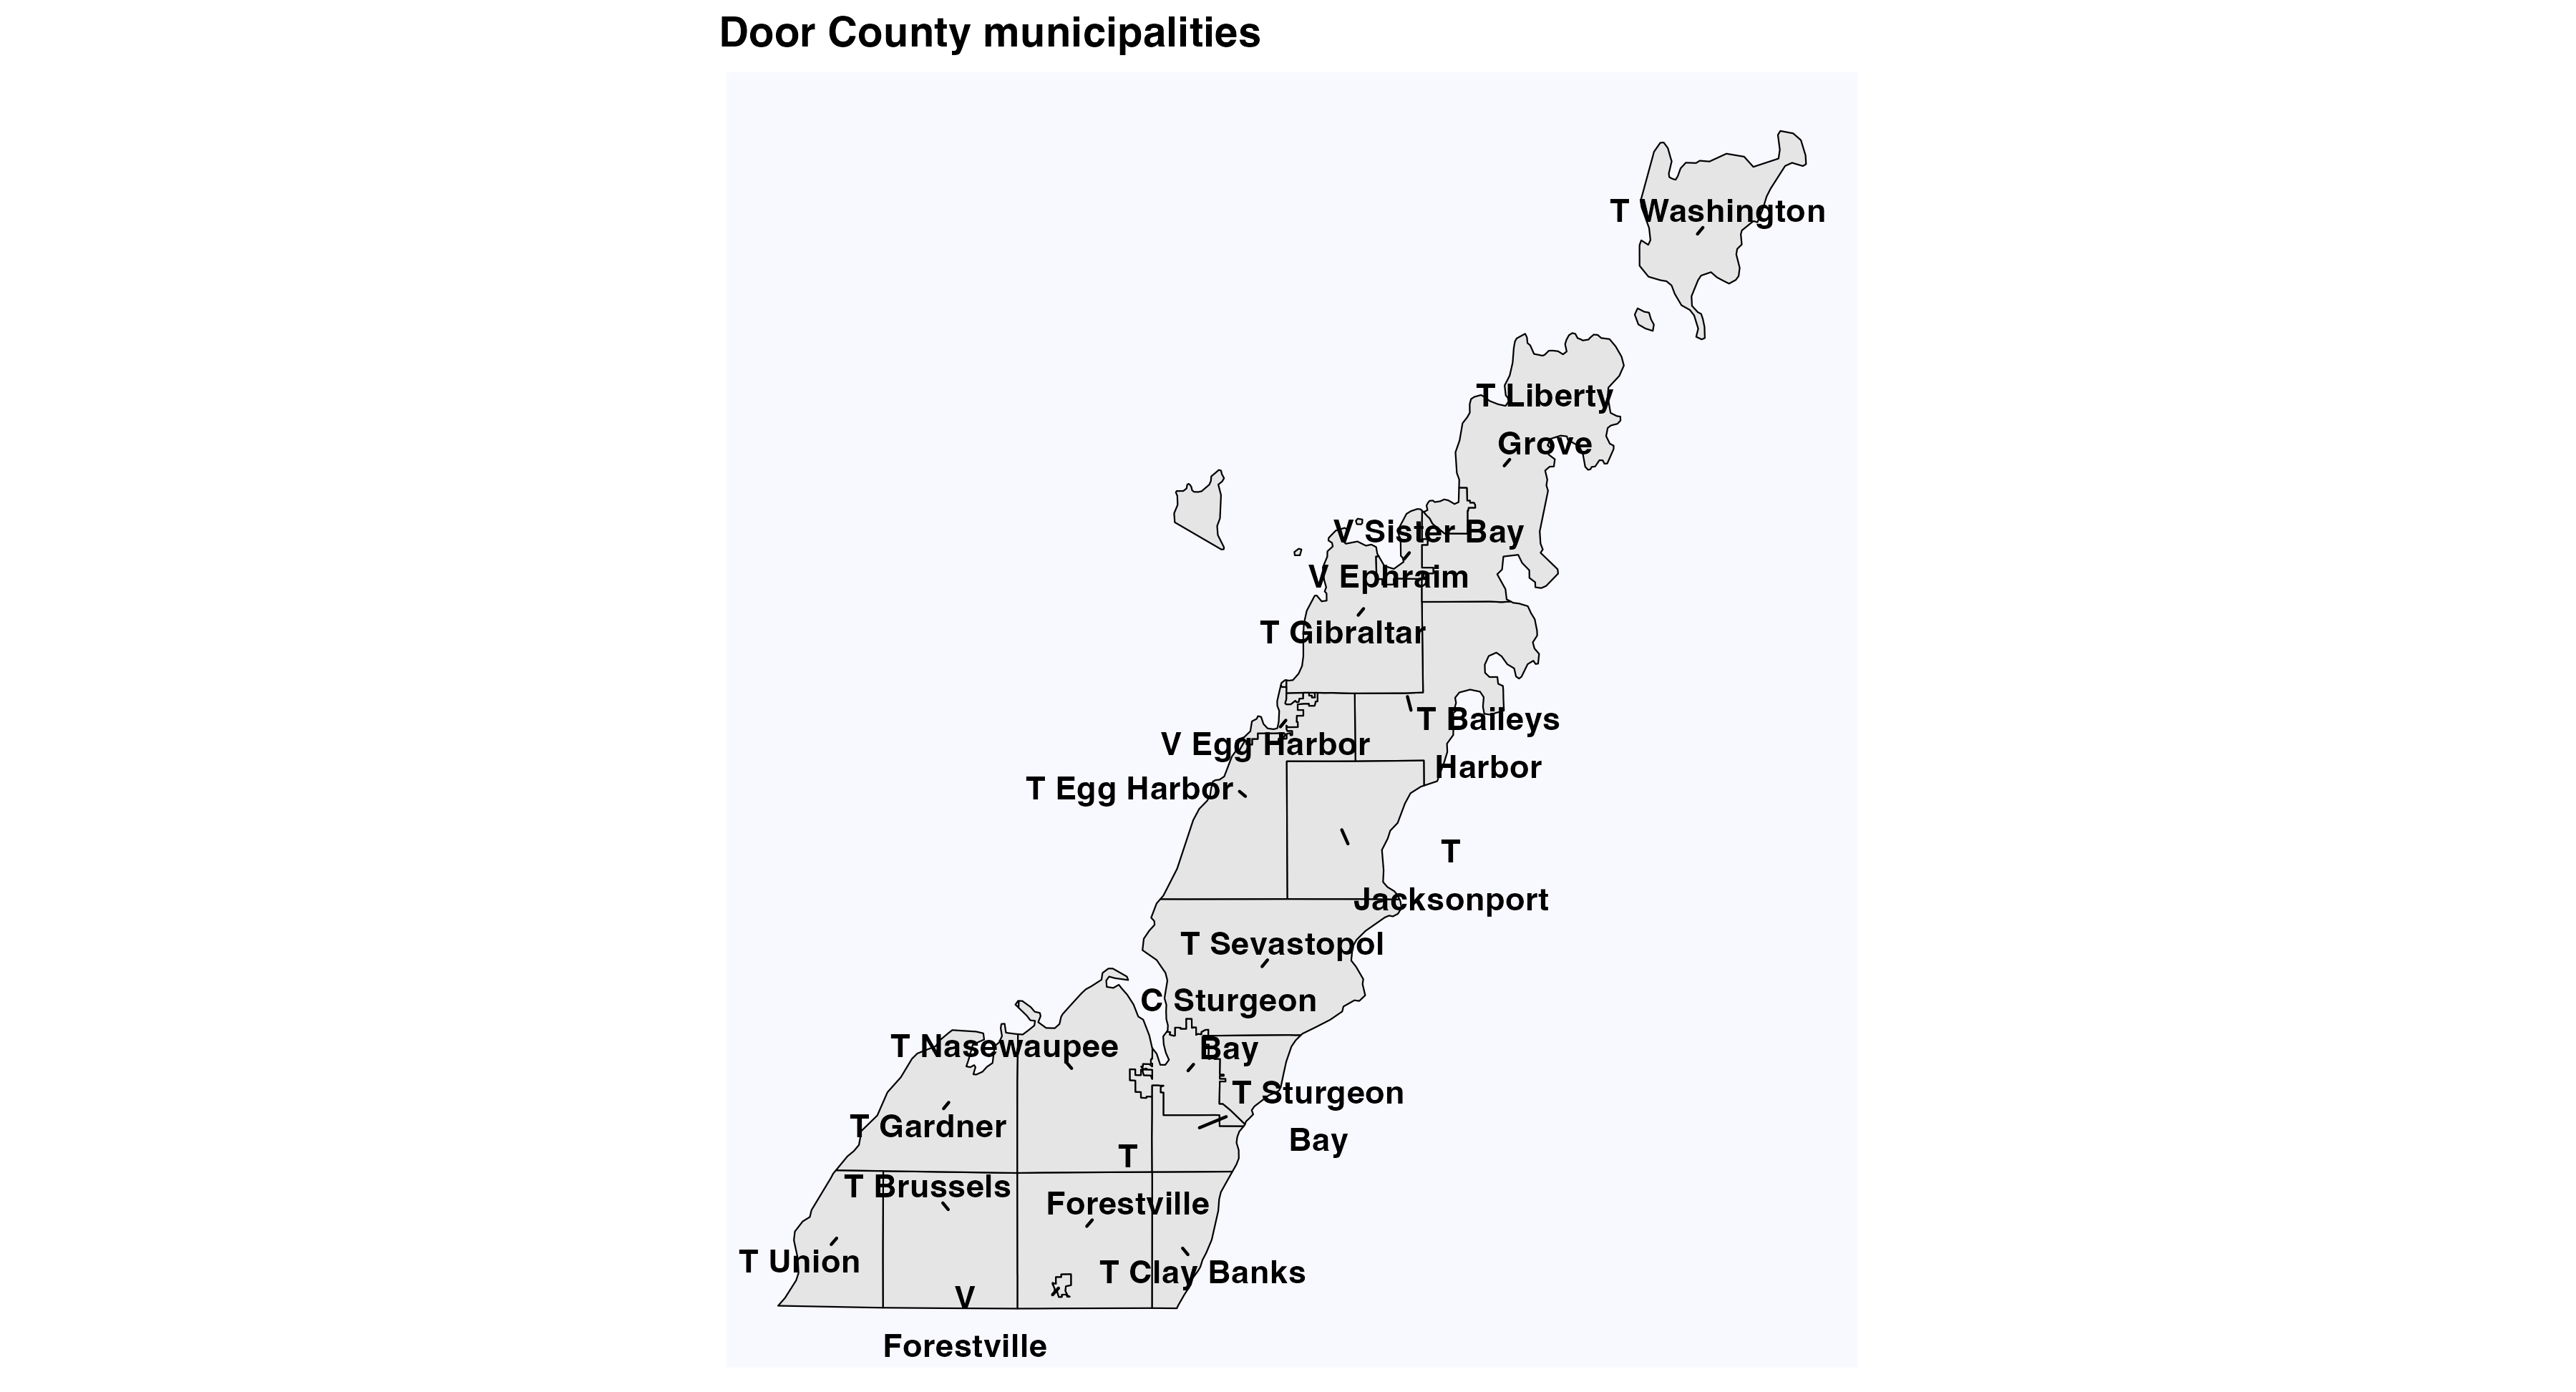 Door County municipalities
T Washington
T Liberty
Grove
V Sister Bay
V Ephraim
T Gibraltar
T Baileys
Harbor
V Egg Harbor
T Egg Harbor
T
Jacksonport
T Sevastopol
C Sturgeon
Bay
T Nasewaupee
T Sturgeon
Bay
T Gardner
T
Forestville
T Brussels
T Union
T Clay Banks
V
Forestville